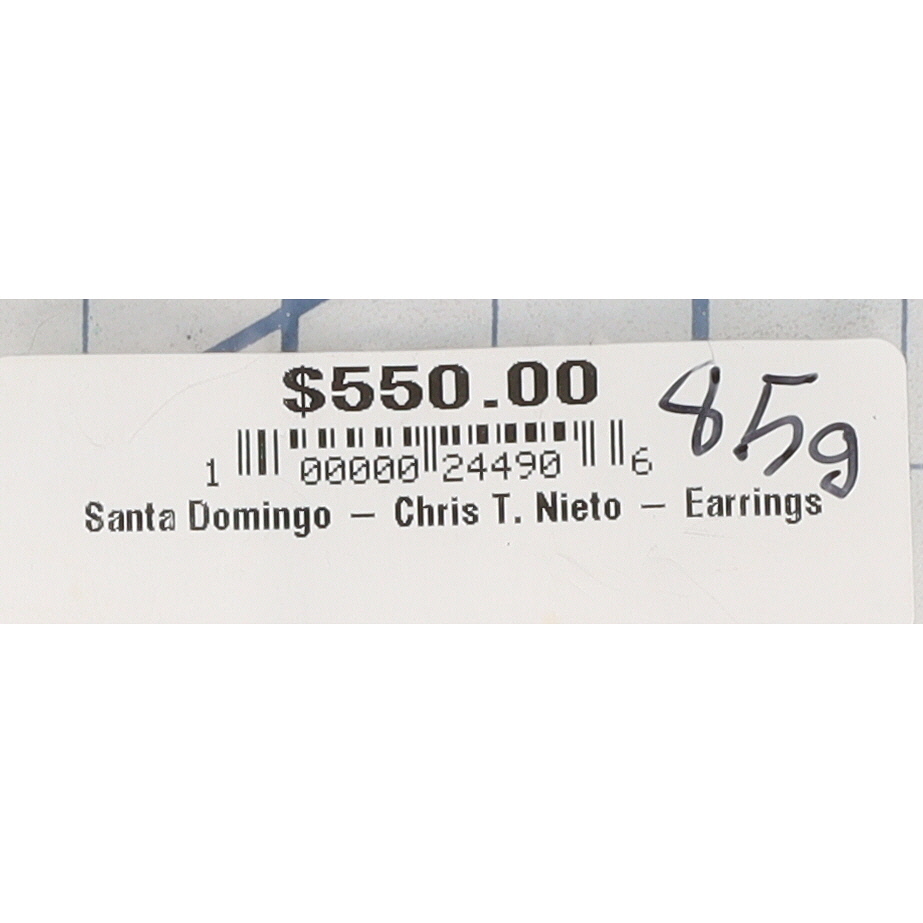 $550.00 85g
1 00000 24490 6
Santa Domingo – Chris T. Nieto – Earrings